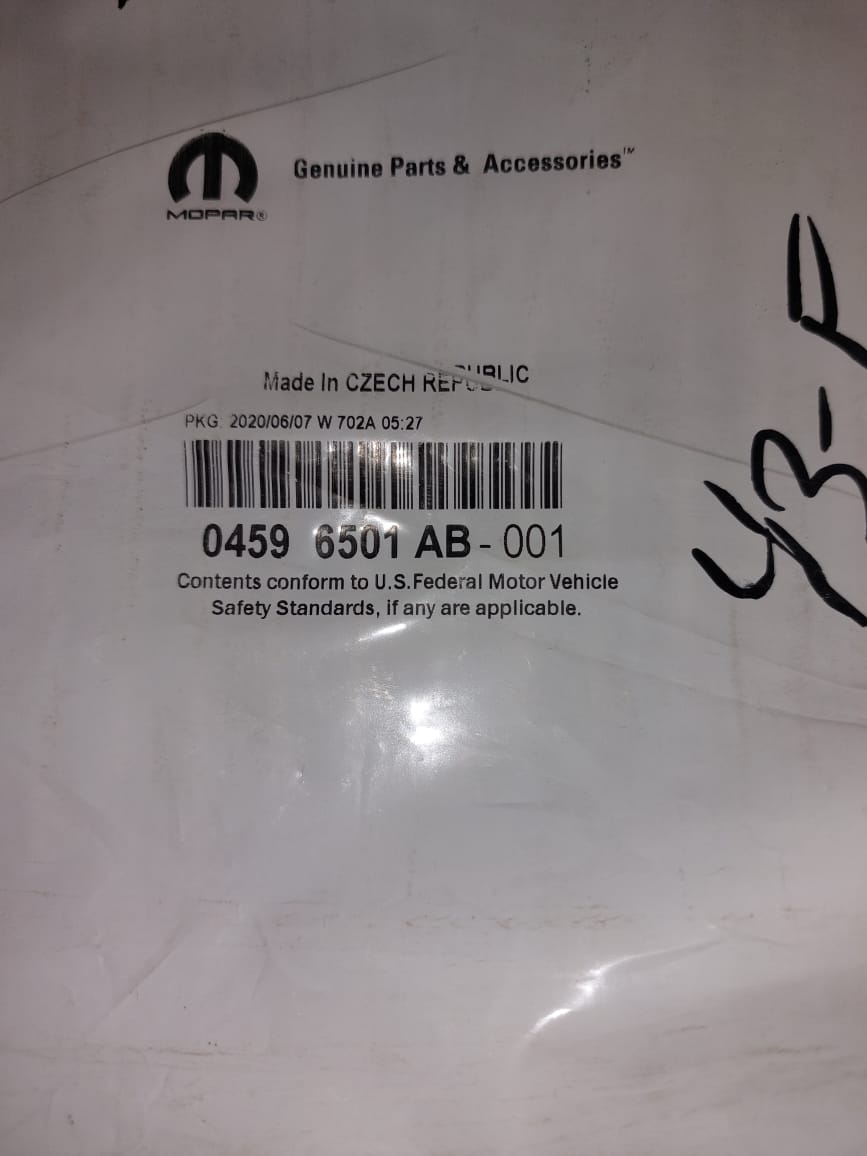 MOPAR®
Genuine Parts & Accessories™
Made In CZECH REPUBLIC
PKG: 2020/06/07 W 702A 05:27
0459 6501 AB - 001
Contents conform to U.S.Federal Motor Vehicle
Safety Standards, if any are applicable.